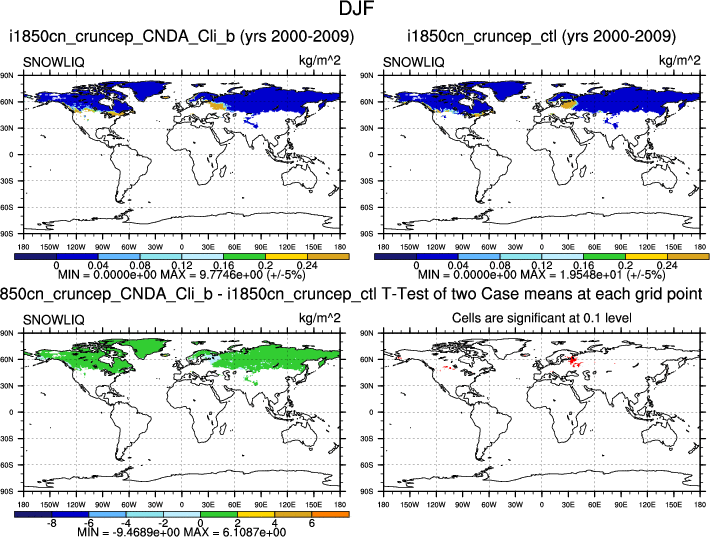 DJF
i1850cn_cruncep_CNDA_Cli_b (yrs 2000-2009)
i1850cn_cruncep_ctl (yrs 2000-2009)
SNOWLIQ kg/m^2
SNOWLIQ kg/m^2
90N
60N
30N
0
30S
60S
90S
180 150W 120W 90W 60W 30W 0 30E 60E 90E 120E 150E 180
0 0.04 0.08 0.12 0.16 0.2 0.24
MIN = 0.0000e+00 MAX = 9.7746e+00 (+/-5%)
90N
60N
30N
0
30S
60S
90S
180 150W 120W 90W 60W 30W 0 30E 60E 90E 120E 150E 180
0 0.04 0.08 0.12 0.16 0.2 0.24
MIN = 0.0000e+00 MAX = 1.9548e+01 (+/-5%)
850cn_cruncep_CNDA_Cli_b - i1850cn_cruncep_ctl
T-Test of two Case means at each grid point
SNOWLIQ kg/m^2
Cells are significant at 0.1 level
90N
60N
30N
0
30S
60S
90S
180 150W 120W 90W 60W 30W 0 30E 60E 90E 120E 150E 180
-8 -6 -4 -2 0 2 4 6
MIN = -9.4689e+00 MAX = 6.1087e+00
90N
60N
30N
0
30S
60S
90S
180 150W 120W 90W 60W 30W 0 30E 60E 90E 120E 150E 180